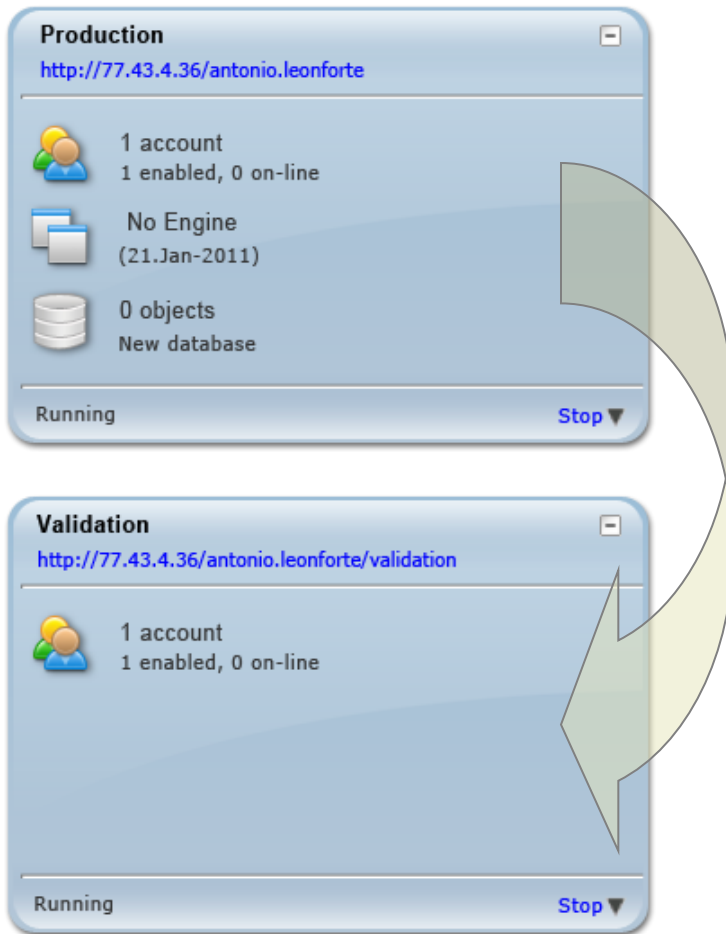 Production
http://77.43.4.36/antonio.leonforte
1 account
1 enabled, 0 on-line
No Engine
(21.Jan-2011)
0 objects
New database
Running
Stop
Validation
http://77.43.4.36/antonio.leonforte/validation
1 account
1 enabled, 0 on-line
Running
Stop